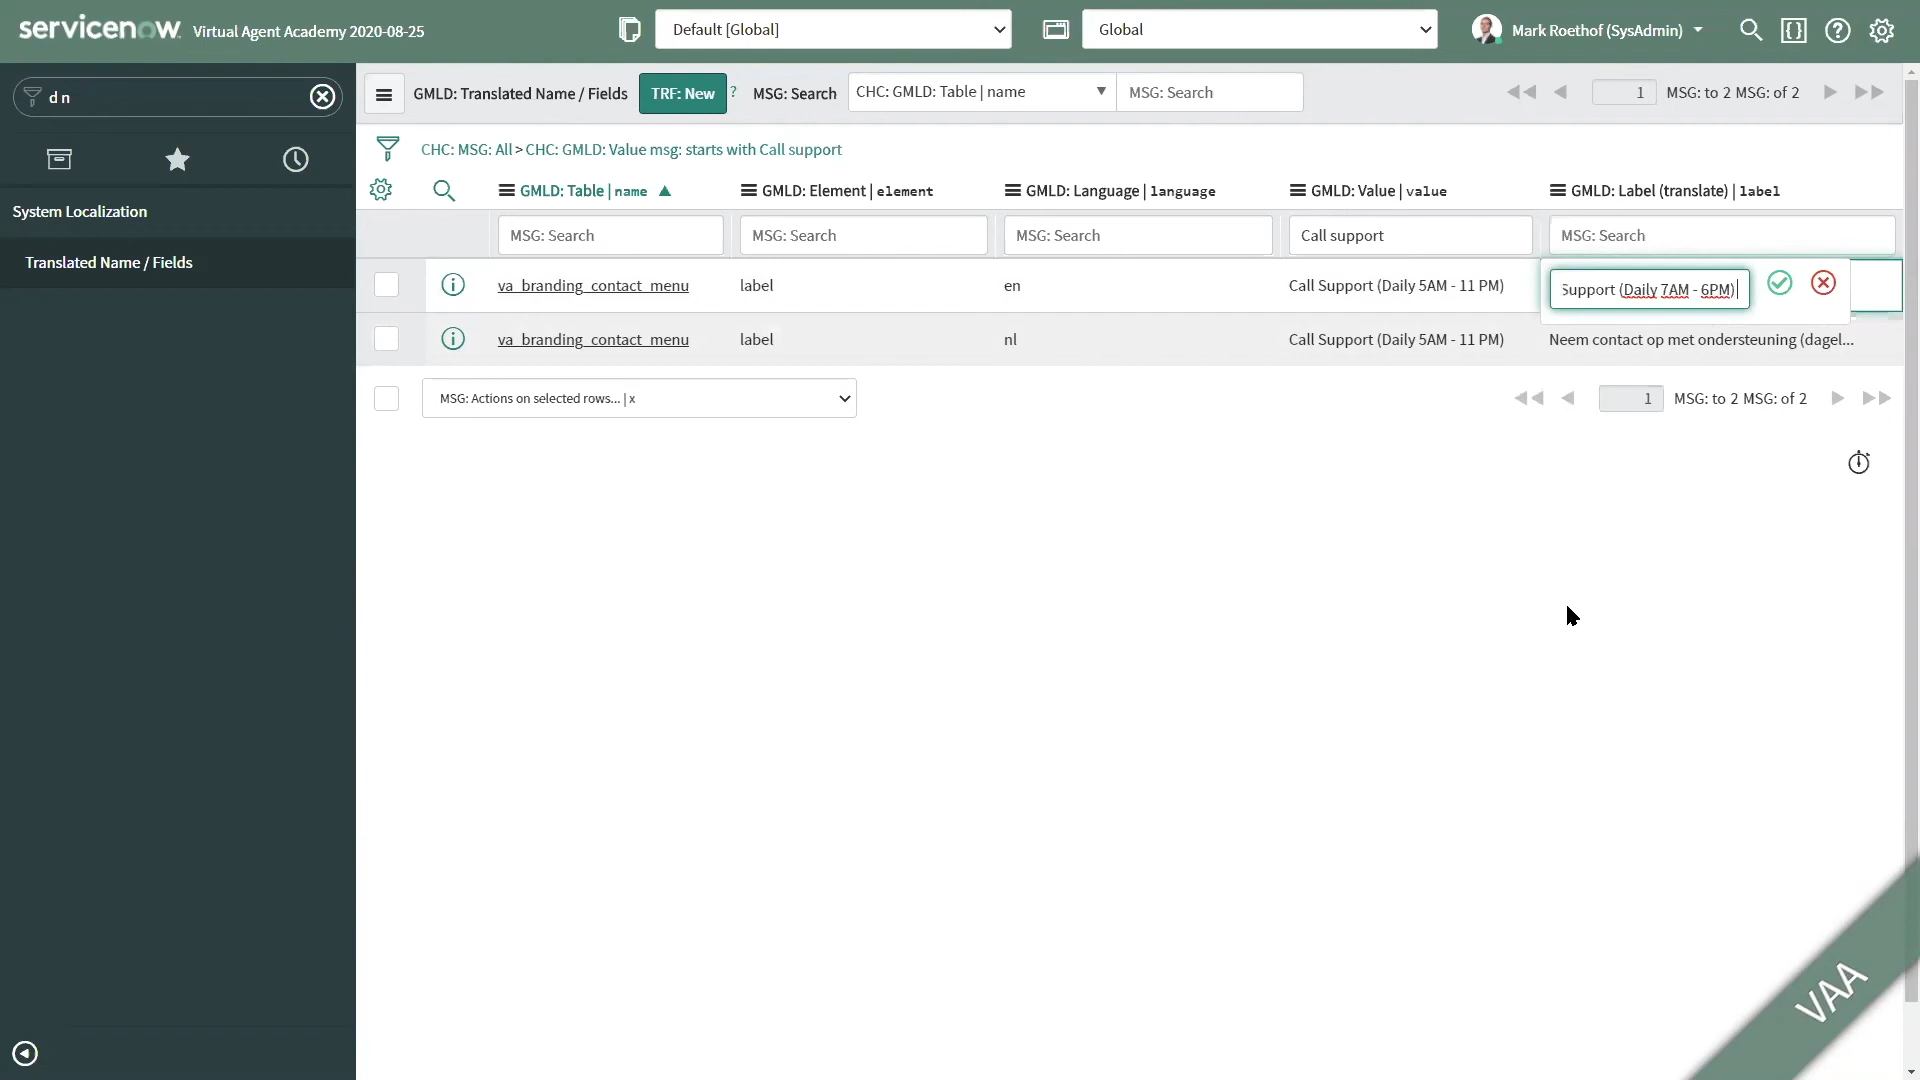 servicenow Virtual Agent Academy 2020-08-25 Default [Global] Global Mark Roethof (SysAdmin)
d n
GMLD: Translated Name / Fields TRF: New ? MSG: Search CHC: GMLD: Table | name MSG: Search 1 MSG: to 2 MSG: of 2
CHC: MSG: All > CHC: GMLD: Value msg: starts with Call support
GMLD: Table | name GMLD: Element | element GMLD: Language | language GMLD: Value | value GMLD: Label (translate) | label
System Localization
MSG: Search MSG: Search MSG: Search Call support MSG: Search
Translated Name / Fields
va_branding_contact_menu label en Call Support (Daily 5AM - 11 PM) Support (Daily 7AM - 6PM)
va_branding_contact_menu label nl Call Support (Daily 5AM - 11 PM) Neem contact op met ondersteuning (dagel...
MSG: Actions on selected rows... | x 1 MSG: to 2 MSG: of 2
VAA